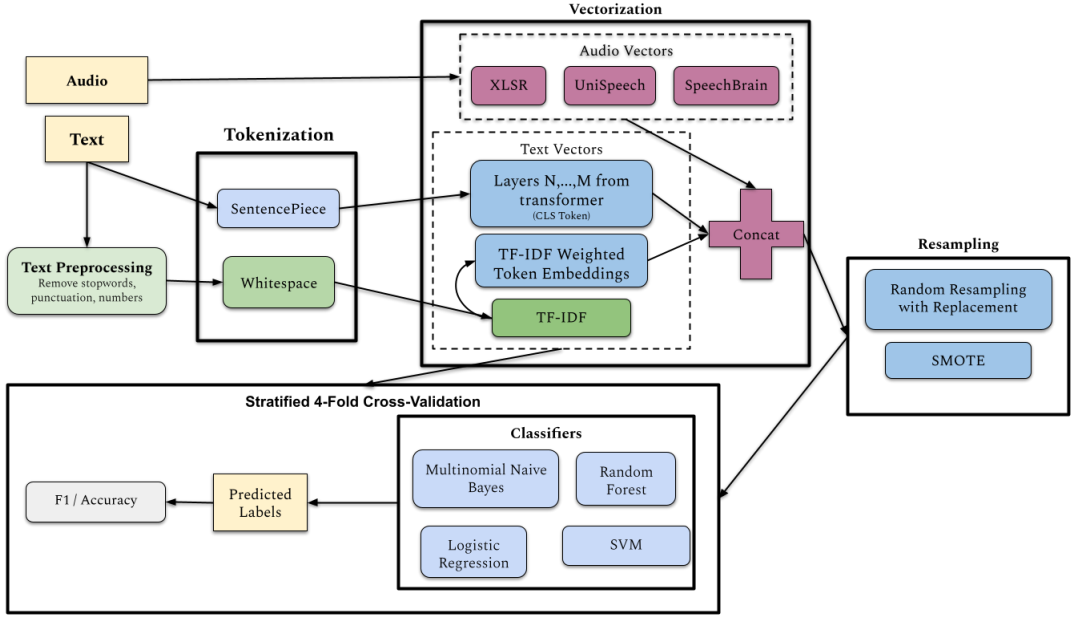 Vectorization
Audio Vectors
Audio
XLSR
UniSpeech
SpeechBrain
Text
Tokenization
Text Vectors
SentencePiece
Layers N,...,M from
transformer
(CLS Token)
Concat
Text Preprocessing
Remove stopwords,
punctuation, numbers
Whitespace
TF-IDF Weighted
Token Embeddings
TF-IDF
Resampling
Random Resampling
with Replacement
SMOTE
Stratified 4-Fold Cross-Validation
Classifiers
Multinomial Naive
Bayes
Random
Forest
Logistic
Regression
SVM
Predicted
Labels
F1 / Accuracy